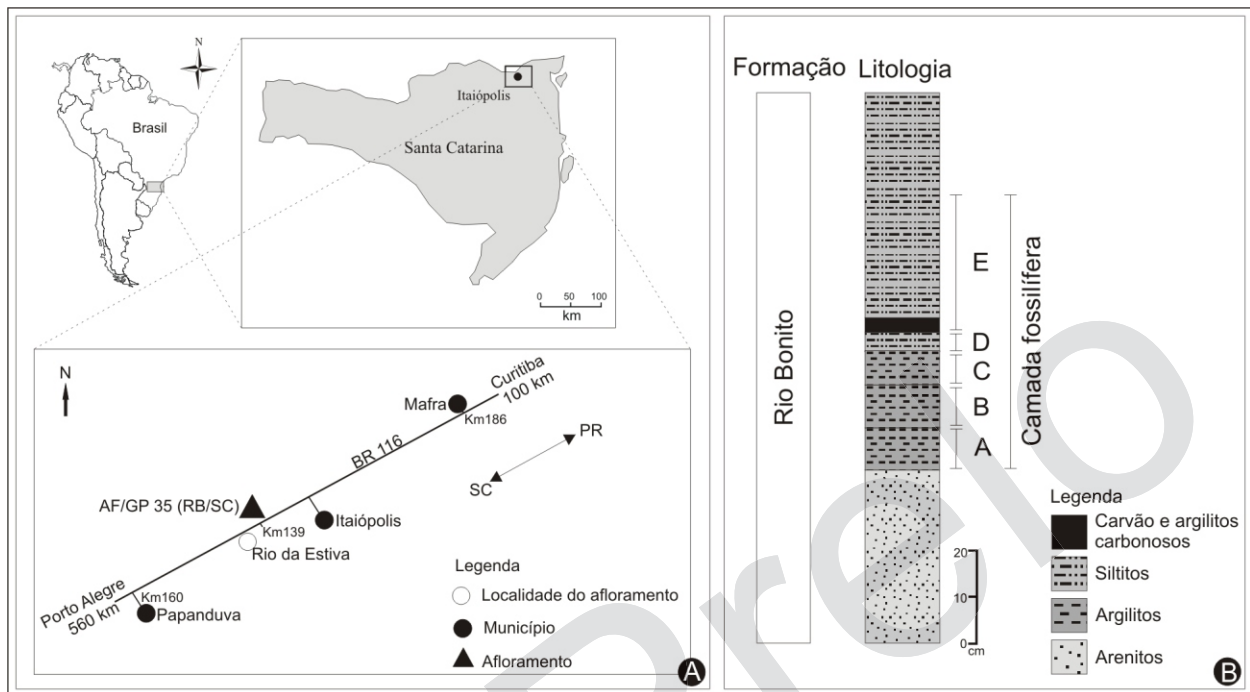 N
Brasil
Itaiópolis
Santa Catarina
0 50 100
km
N
Curitiba
100 km
Mafra
Km186
PR
BR 116
SC
AF/GP 35 (RB/SC)
Km139
Itaiópolis
Rio da Estiva
Porto Alegre
560 km
Km160
Papanduva
Legenda
Localidade do afloramento
Município
Afloramento
A
Formação Litologia
Rio Bonito
E
D
C
B
A
Camada fossilífera
20
10
0
cm
Legenda
Carvão e argilitos
carbonosos
Siltitos
Argilitos
Arenitos
B
Prelo